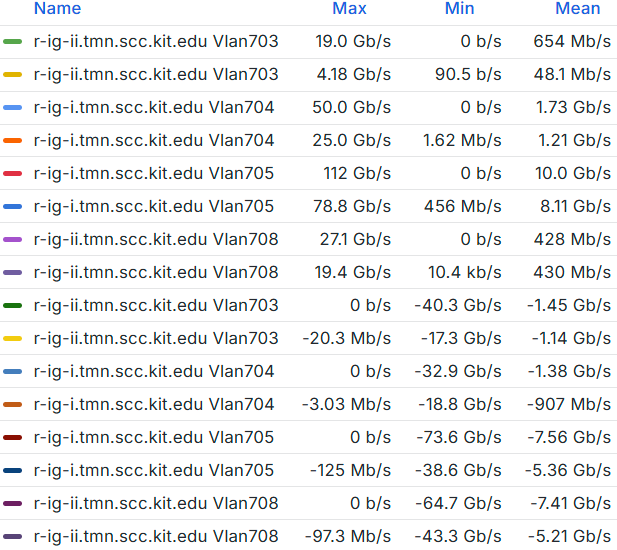 Name Max Min Mean
r-ig-ii.tmn.scc.kit.edu Vlan703 19.0 Gb/s 0 b/s 654 Mb/s
r-ig-ii.tmn.scc.kit.edu Vlan703 4.18 Gb/s 90.5 b/s 48.1 Mb/s
r-ig-i.tmn.scc.kit.edu Vlan704 50.0 Gb/s 0 b/s 1.73 Gb/s
r-ig-i.tmn.scc.kit.edu Vlan704 25.0 Gb/s 1.62 Mb/s 1.21 Gb/s
r-ig-i.tmn.scc.kit.edu Vlan705 112 Gb/s 0 b/s 10.0 Gb/s
r-ig-i.tmn.scc.kit.edu Vlan705 78.8 Gb/s 456 Mb/s 8.11 Gb/s
r-ig-ii.tmn.scc.kit.edu Vlan708 27.1 Gb/s 0 b/s 428 Mb/s
r-ig-ii.tmn.scc.kit.edu Vlan708 19.4 Gb/s 10.4 kb/s 430 Mb/s
r-ig-ii.tmn.scc.kit.edu Vlan703 0 b/s -40.3 Gb/s -1.45 Gb/s
r-ig-ii.tmn.scc.kit.edu Vlan703 -20.3 Mb/s -17.3 Gb/s -1.14 Gb/s
r-ig-i.tmn.scc.kit.edu Vlan704 0 b/s -32.9 Gb/s -1.38 Gb/s
r-ig-i.tmn.scc.kit.edu Vlan704 -3.03 Mb/s -18.8 Gb/s -907 Mb/s
r-ig-i.tmn.scc.kit.edu Vlan705 0 b/s -73.6 Gb/s -7.56 Gb/s
r-ig-i.tmn.scc.kit.edu Vlan705 -125 Mb/s -38.6 Gb/s -5.36 Gb/s
r-ig-ii.tmn.scc.kit.edu Vlan708 0 b/s -64.7 Gb/s -7.41 Gb/s
r-ig-ii.tmn.scc.kit.edu Vlan708 -97.3 Mb/s -43.3 Gb/s -5.21 Gb/s